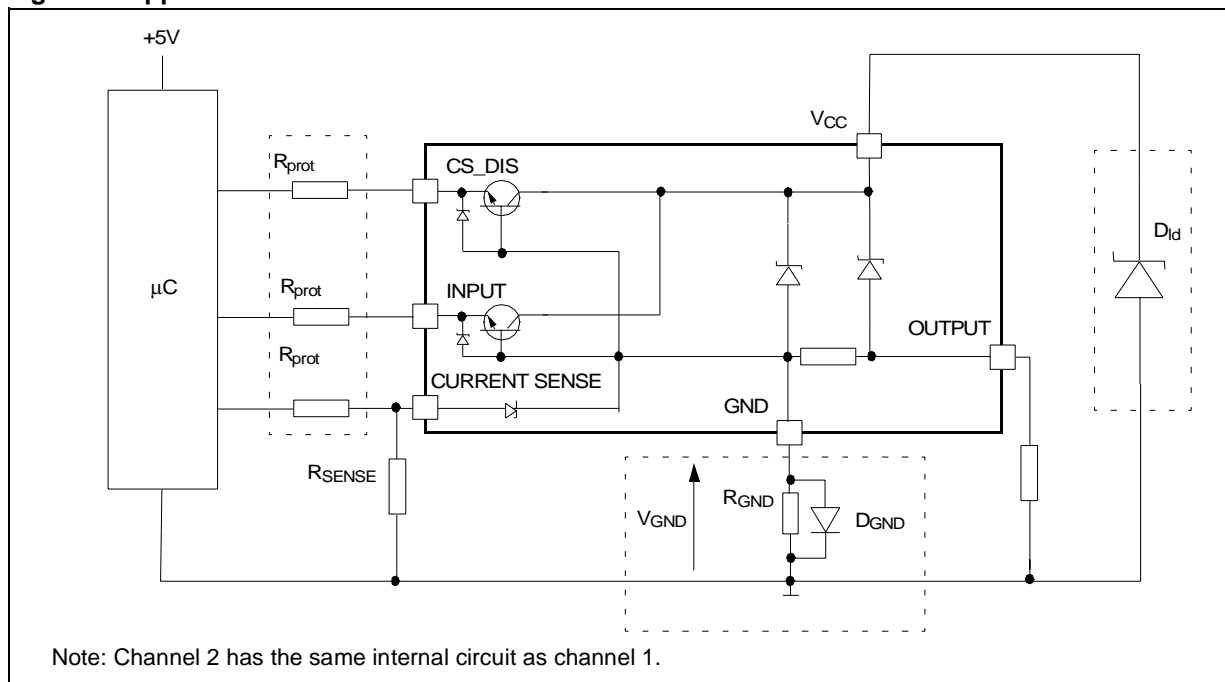 +5V
VCC
Rprot
CS_DIS
Dld
μC
Rprot
INPUT
OUTPUT
Rprot
CURRENT SENSE
GND
RSENSE
VGND
RGND
DGND
Note: Channel 2 has the same internal circuit as channel 1.